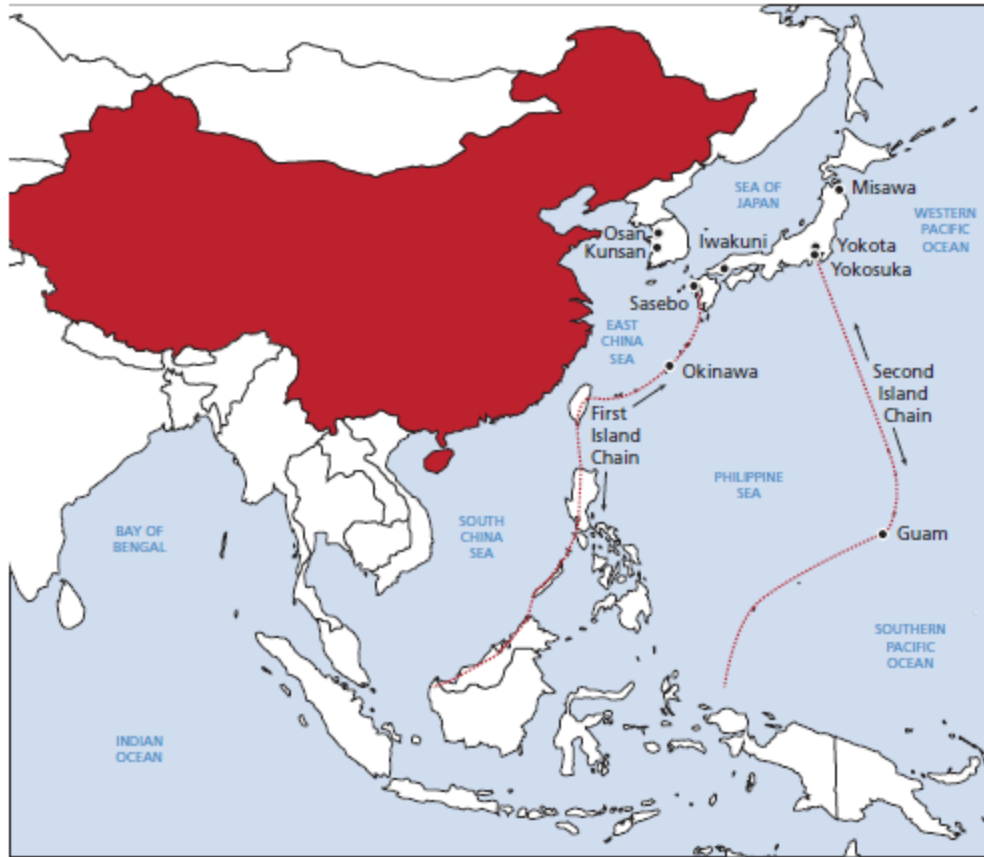 SEA OF
JAPAN
Misawa
WESTERN
PACIFIC
OCEAN
Osan
Kunsan
Iwakuni
Yokota
Yokosuka
Sasebo
EAST
CHINA
SEA
Okinawa
Second
Island
Chain
First
Island
Chain
PHILIPPINE
SEA
BAY OF
BENGAL
SOUTH
CHINA
SEA
Guam
SOUTHERN
PACIFIC
OCEAN
INDIAN
OCEAN